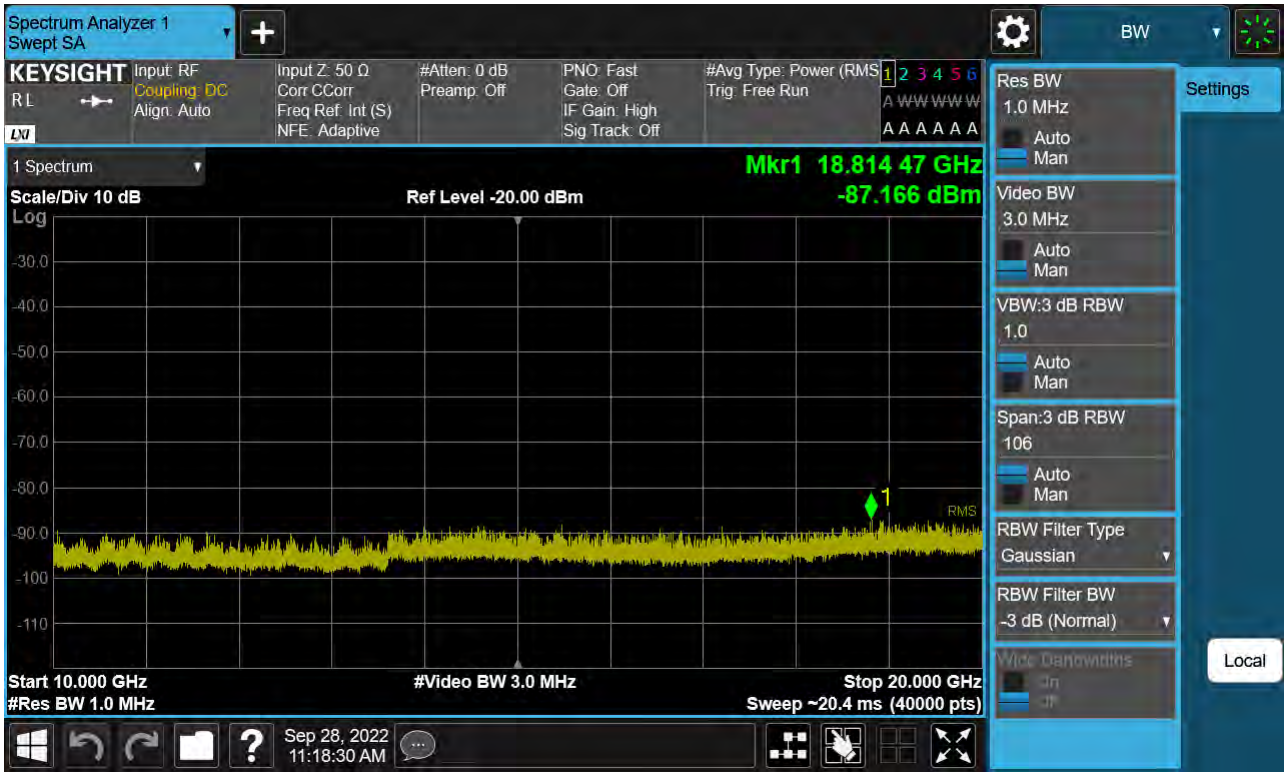 Spectrum Analyzer 1
Swept SA
+
BW
KEYSIGHT
RL
LXI
Input: RF
Coupling: DC
Align: Auto
Input Z: 50 Ω
Corr CCorr
Freq Ref: Int (S)
NFE: Adaptive
#Atten: 0 dB
Preamp: Off
PNO: Fast
Gate: Off
IF Gain: High
Sig Track: Off
#Avg Type: Power (RMS
Trig: Free Run
1 2 3 4 5 6
A W W W W W
A A A A A A
1 Spectrum
Mkr1 18.814 47 GHz
Scale/Div 10 dB
Ref Level -20.00 dBm
-87.166 dBm
Log
-30.0
-40.0
-50.0
-60.0
-70.0
-80.0
1
RMS
-90.0
-100
-110
Start 10.000 GHz
#Video BW 3.0 MHz
Stop 20.000 GHz
#Res BW 1.0 MHz
Sweep ~20.4 ms (40000 pts)
Res BW
1.0 MHz
Auto
Man
Video BW
3.0 MHz
Auto
Man
VBW:3 dB RBW
1.0
Auto
Man
Span:3 dB RBW
106
Auto
Man
RBW Filter Type
Gaussian
RBW Filter BW
-3 dB (Normal)
Settings
Local
?
Sep 28, 2022
11:18:30 AM